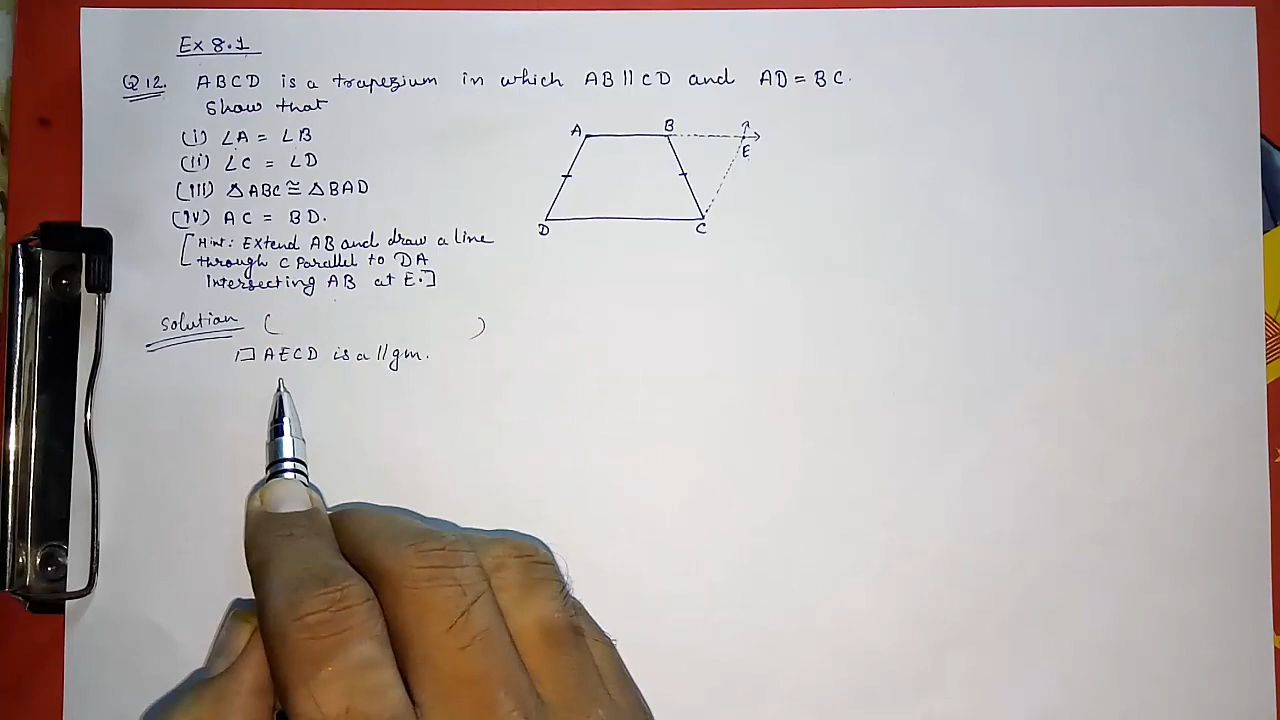 Ex 8.1
Q 12. ABCD is a trapezium in which AB || CD and AD = BC.
Show that
(i) ∠A = ∠B
(ii) ∠C = ∠D
(iii) △ABC ≅ △BAD
(iv) AC = BD.
[Hint: Extend AB and draw a line
through C parallel to DA
Intersecting AB at E.]
A B E
D C
Solution ( )
□ AECD is a ||gm.